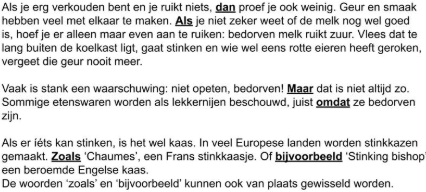 Als je erg verkouden bent en je ruikt niets, dan proef je ook weinig. Geur en smaak
hebben veel met elkaar te maken. Als je niet zeker weet of de melk nog wel goed
is, hoef je er alleen maar even aan te ruiken: bedorven melk ruikt zuur. Vlees dat te
lang buiten de koelkast ligt, gaat stinken en wie wel eens rotte eieren heeft geroken,
vergeet die geur nooit meer.
Vaak is stank een waarschuwing: niet opeten, bedorven! Maar dat is niet altijd zo.
Sommige etenswaren worden als lekkernijen beschouwd, juist omdat ze bedorven
zijn.
Als er íéts kan stinken, is het wel kaas. In veel Europese landen worden stinkkazen
gemaakt. Zoals ‘Chaumes’, een Frans stinkkaasje. Of bijvoorbeeld ‘Stinking bishop’
een beroemde Engelse kaas.
De woorden ‘zoals’ en ‘bijvoorbeeld’ kunnen ook van plaats gewisseld worden.